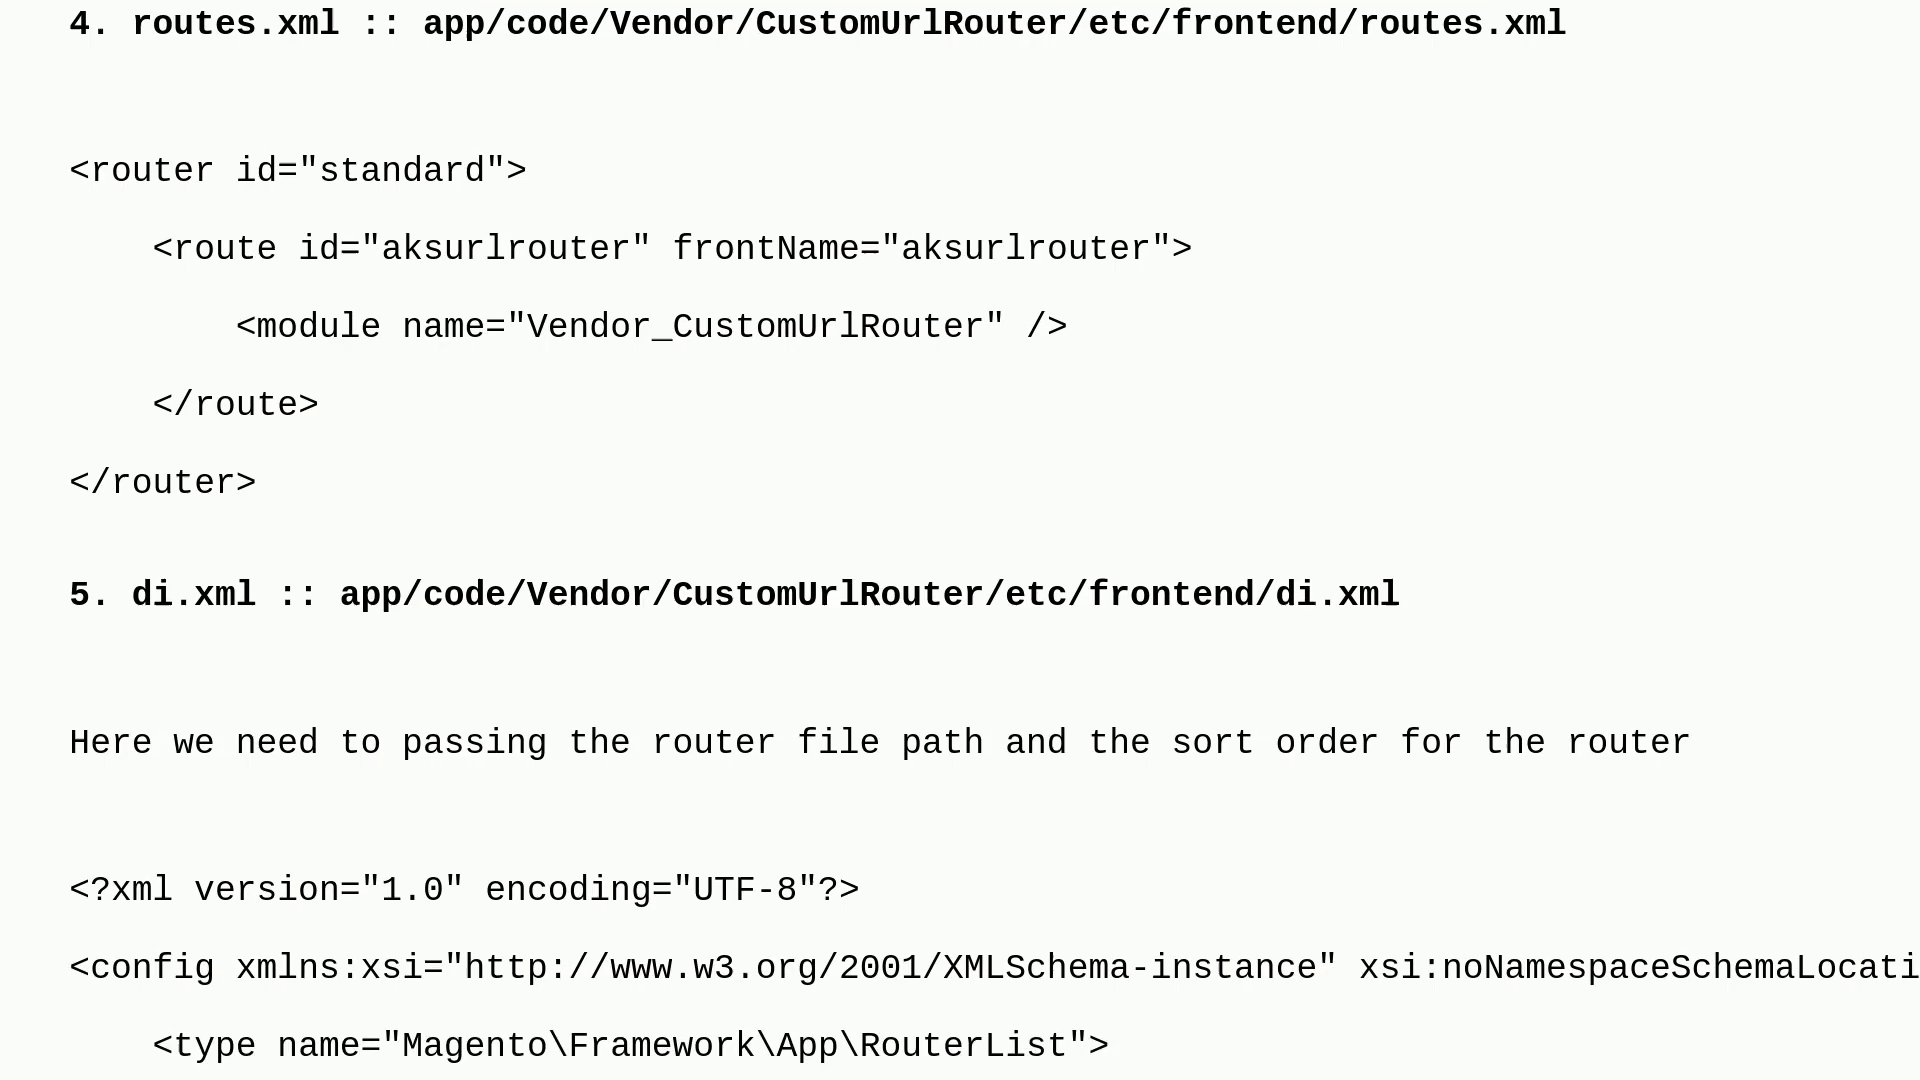 4. routes.xml :: app/code/Vendor/CustomUrlRouter/etc/frontend/routes.xml
<router id="standard">
<route id="aksurlrouter" frontName="aksurlrouter">
<module name="Vendor_CustomUrlRouter" />
</route>
</router>
5. di.xml :: app/code/Vendor/CustomUrlRouter/etc/frontend/di.xml
Here we need to passing the router file path and the sort order for the router
<?xml version="1.0" encoding="UTF-8"?>
<config xmlns:xsi="http://www.w3.org/2001/XMLSchema-instance" xsi:noNamespaceSchemaLocati
<type name="Magento\Framework\App\RouterList">